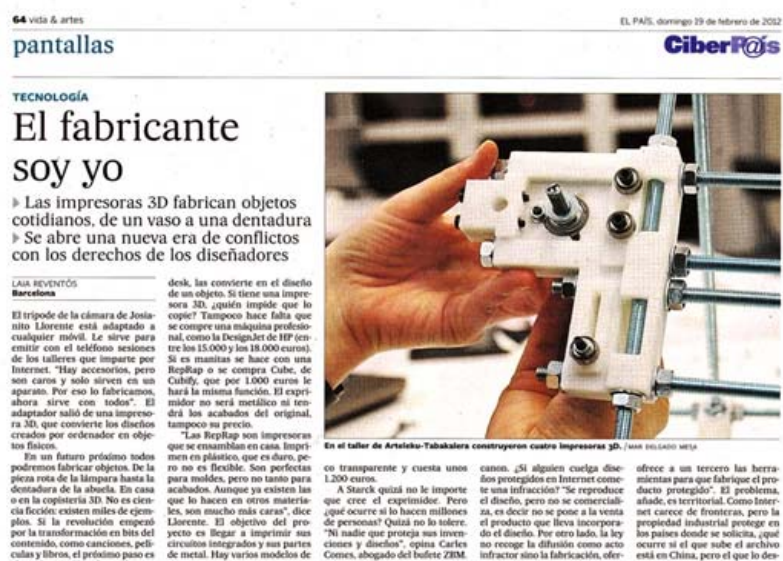 64 vida & artes
EL PAÍS, domingo 19 de febrero de 2012
pantallas
CiberP@ís
TECNOLOGÍA
El fabricante
soy yo
Las impresoras 3D fabrican objetos
cotidianos, de un vaso a una dentadura
Se abre una nueva era de conflictos
con los derechos de los diseñadores
LAIA REVENTÓS
Barcelona
El trípode de la cámara de Josia-
nito Llorente está adaptado a
cualquier móvil. Le sirve para
emitir con el teléfono sesiones
de los talleres que imparte por
Internet. "Hay accesorios, pero
son caros y solo sirven en un
aparato. Por eso lo fabricamos,
ahora sirve con todos". El
adaptador salió de una impreso-
ra 3D, que convierte los diseños
creados por ordenador en obje-
tos físicos.
En un futuro próximo todos
podremos fabricar objetos. De la
pieza rota de la lámpara hasta la
dentadura de la abuela. En casa
o en la copistería 3D. No es cien-
cia ficción: existen miles de ejem-
plos. Si la revolución empezó
por la transformación en bits del
contenido, como canciones, pelí-
culas y libros, el próximo paso es
desk, las convierte en el diseño
de un objeto. Si tiene una impre-
sora 3D, ¿quién impide que lo
copie? Tampoco hace falta que
se compre una máquina profesio-
nal, como la DesignJet de HP (en-
tre los 15.000 y los 18.000 euros).
Si es manitas se hace con una
RepRap o se compra Cube, de
Cubify, que por 1.000 euros le
hará la misma función. El expri-
midor no será metálico ni ten-
drá los acabados del original,
tampoco su precio.
"Las RepRap son impresoras
que se ensamblan en casa. Impri-
men en plástico, que es duro, pe-
ro no es flexible. Son perfectas
para moldes, pero no tanto para
acabados. Aunque ya existen las
que lo hacen en otros materia-
les, son mucho más caras", dice
Llorente. El objetivo del pro-
yecto es llegar a imprimir sus
circuitos integrados y sus partes
de metal. Hay varios modelos de
En el taller de Arteleku-Tabakalera construyeron cuatro impresoras 3D. / MAR DELGADO MESA
co transparente y cuesta unos
1.200 euros.
A Starck quizá no le importe
que cree el exprimidor. Pero
¿qué ocurre si lo hacen millones
de personas? Quizá no lo tolere.
"Ni nadie que proteja sus inven-
ciones y diseños", opina Carles
Comes, abogado del bufete ZBM.
canon. ¿Si alguien cuelga dise-
ños protegidos en Internet come-
te una infracción? "Se reproduce
el diseño, pero no se comerciali-
za, es decir no se pone a la venta
el producto que lleva incorpora-
do el diseño. Por otro lado, la ley
no recoge la difusión como acto
infractor sino la fabricación, ofer-
ofrece a un tercero las herra-
mientas para que fabrique el pro-
ducto protegido". El problema,
añade, es territorial. Como Inter-
net carece de fronteras, pero la
propiedad industrial protege en
los países donde se solicita, ¿qué
ocurre si el que sube el archivo
está en China, pero el que lo des-